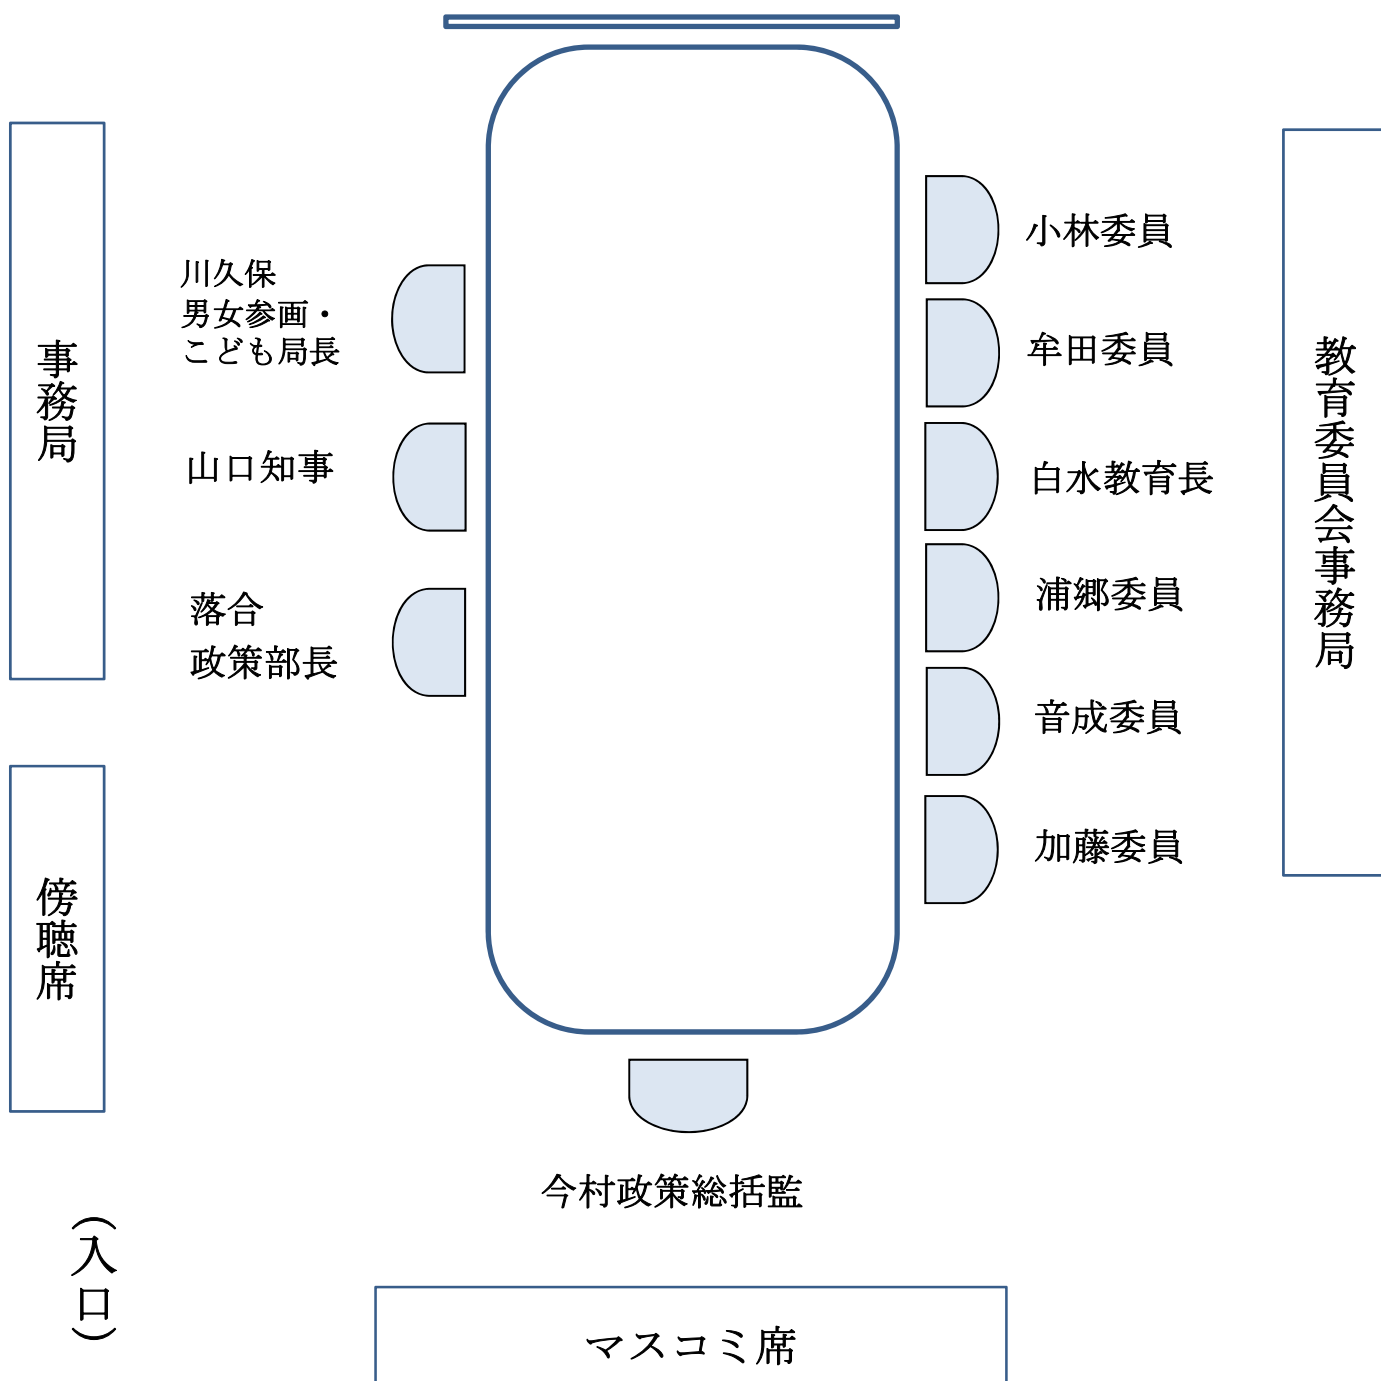 事務局
川久保
男女参画・
こども局長
山口知事
落合
政策部長
傍聴席
(入口)
小林委員
牟田委員
白水教育長
浦郷委員
音成委員
加藤委員
教育委員会事務局
今村政策総括監
マスコミ席